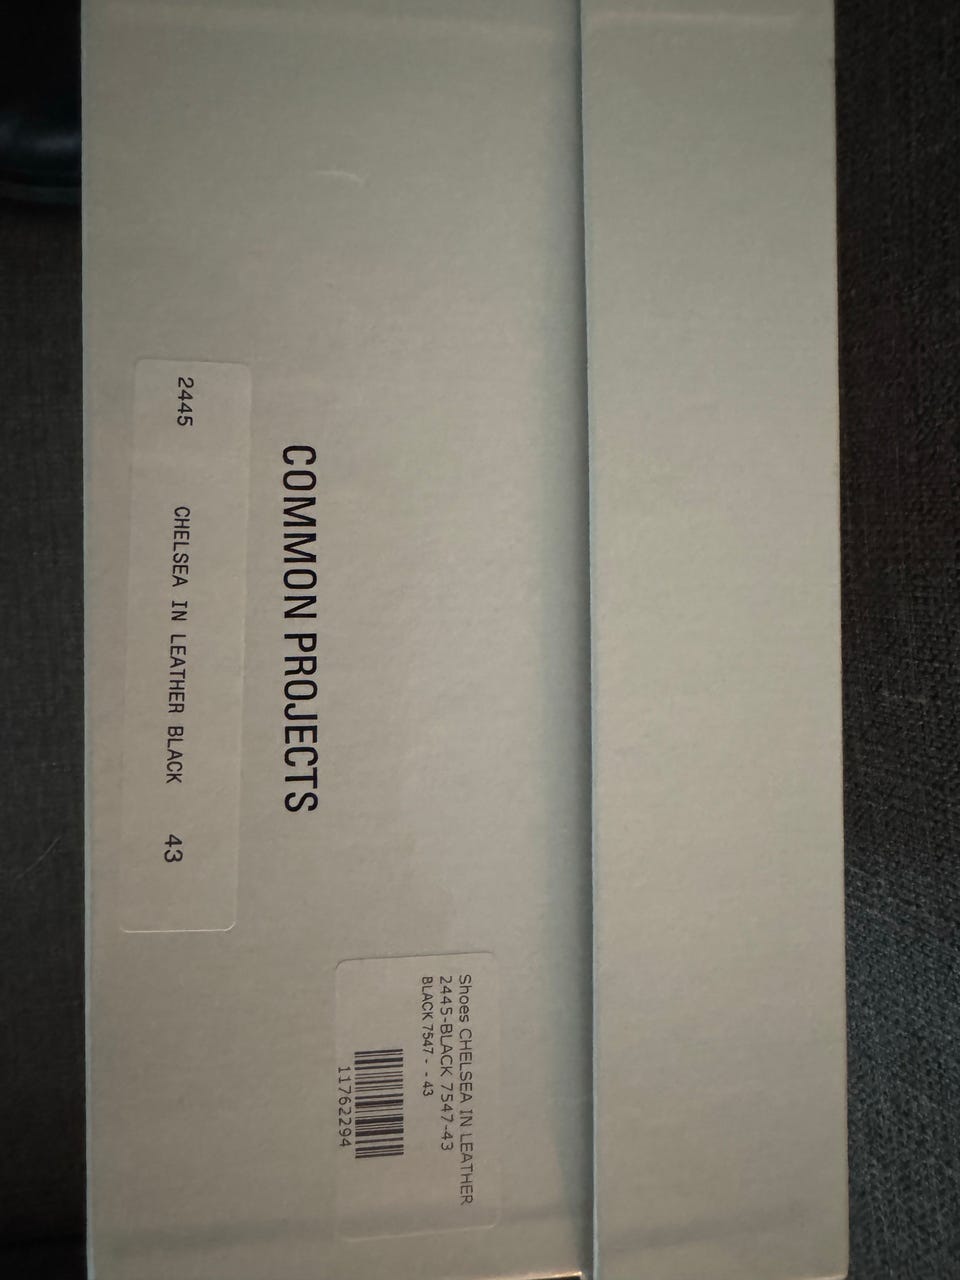 COMMON PROJECTS
2445 CHELSEA IN LEATHER BLACK 43
Shoes CHELSEA IN LEATHER
2445-BLACK 7547-43
BLACK 7547- - 43
11762294